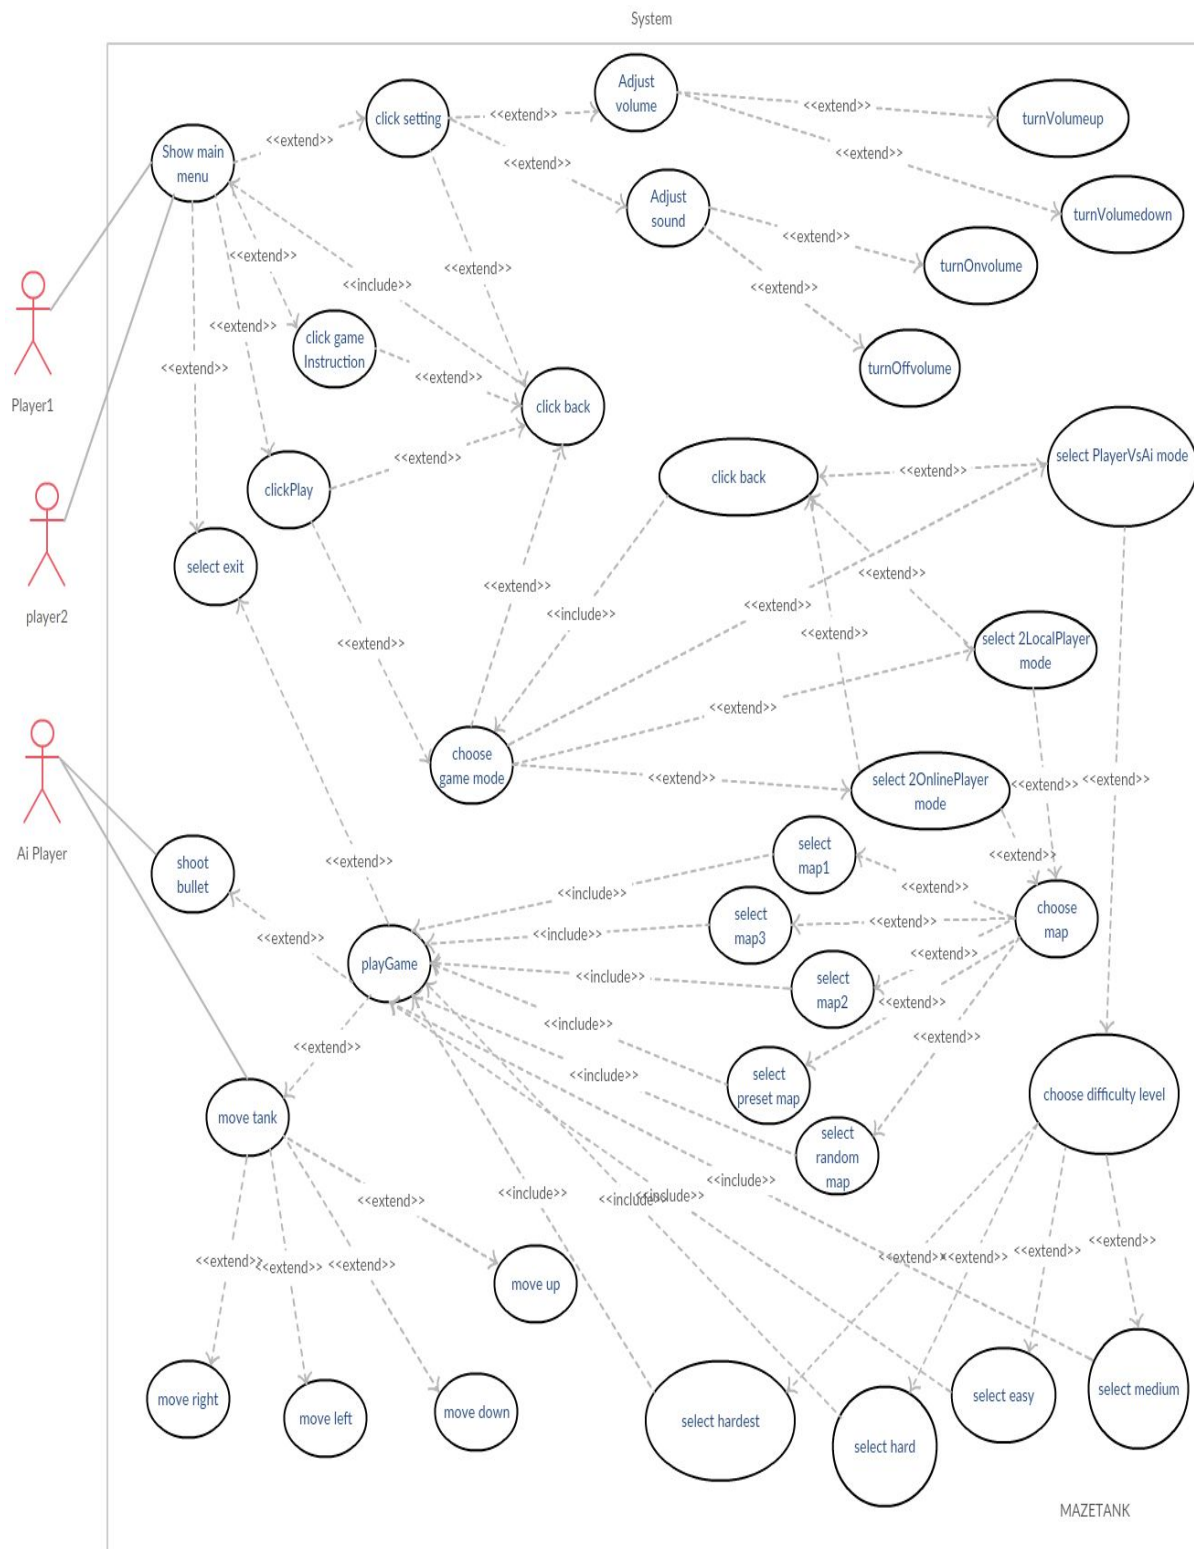 System
Adjust
volume
click setting
<<extend>>
<<extend>>
turnVolumeup
<<extend>>
Show main
menu
<<extend>>
<<extend>>
Adjust
sound
turnVolumedown
<<extend>>
<<extend>>
<<extend>>
turnOnvolume
<<include>>
<<extend>>
<<extend>>
click game
Instruction
<<extend>>
turnOffvolume
<<extend>>
Player1
click back
<<extend>>
select PlayerVsAi mode
click back
<<extend>>
clickPlay
select exit
<<extend>>
<<extend>>
<<extend>>
<<include>>
player2
<<extend>>
<<extend>>
select 2LocalPlayer
mode
<<extend>>
choose
game mode
<<extend>>
select 2OnlinePlayer
mode
<<extend>>
<<extend>>
Ai Player
shoot
bullet
<<extend>>
select
map1
<<extend>>
<<include>>
<<extend>>
select
map3
<<extend>>
choose
map
<<extend>>
<<include>>
<<extend>>
playGame
<<include>>
select
map2
<<extend>>
<<include>>
<<extend>>
<<extend>>
<<include>>
select
preset map
choose difficulty level
move tank
select
random
map
<<include>>
<<include>>
<<include>>
<<include>>
<<extend>>
<<extend>>
<<extend>>
<<extend>>
<<extend>>
<<extend>>
<<extend>>
<<extend>>
move up
move right
move left
move down
select hardest
select hard
select easy
select medium
MAZETANK